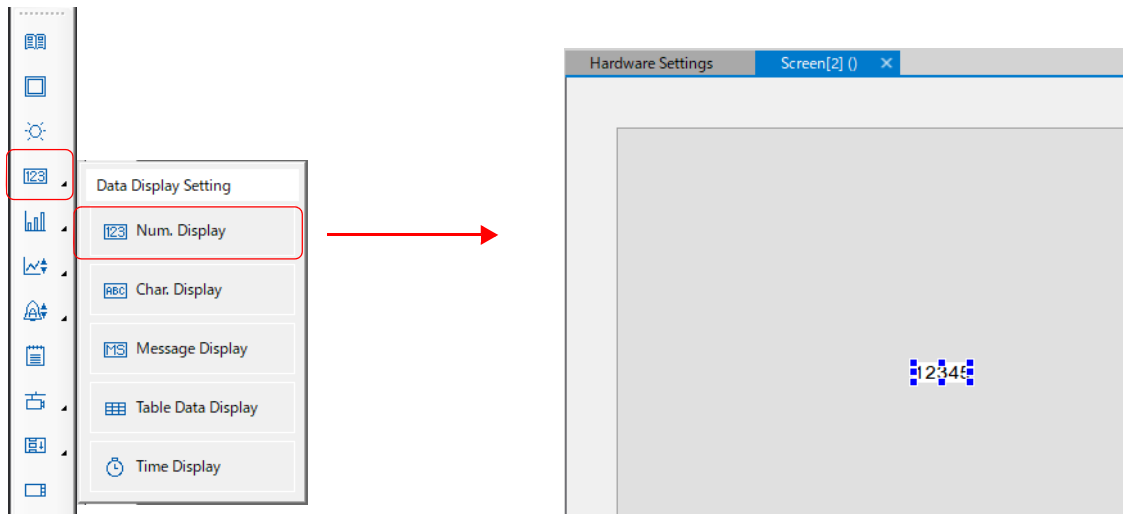 Hardware Settings
Screen[2] ()
123
Data Display Setting
123 Num. Display
ABC Char. Display
MS Message Display
Table Data Display
Time Display
12345